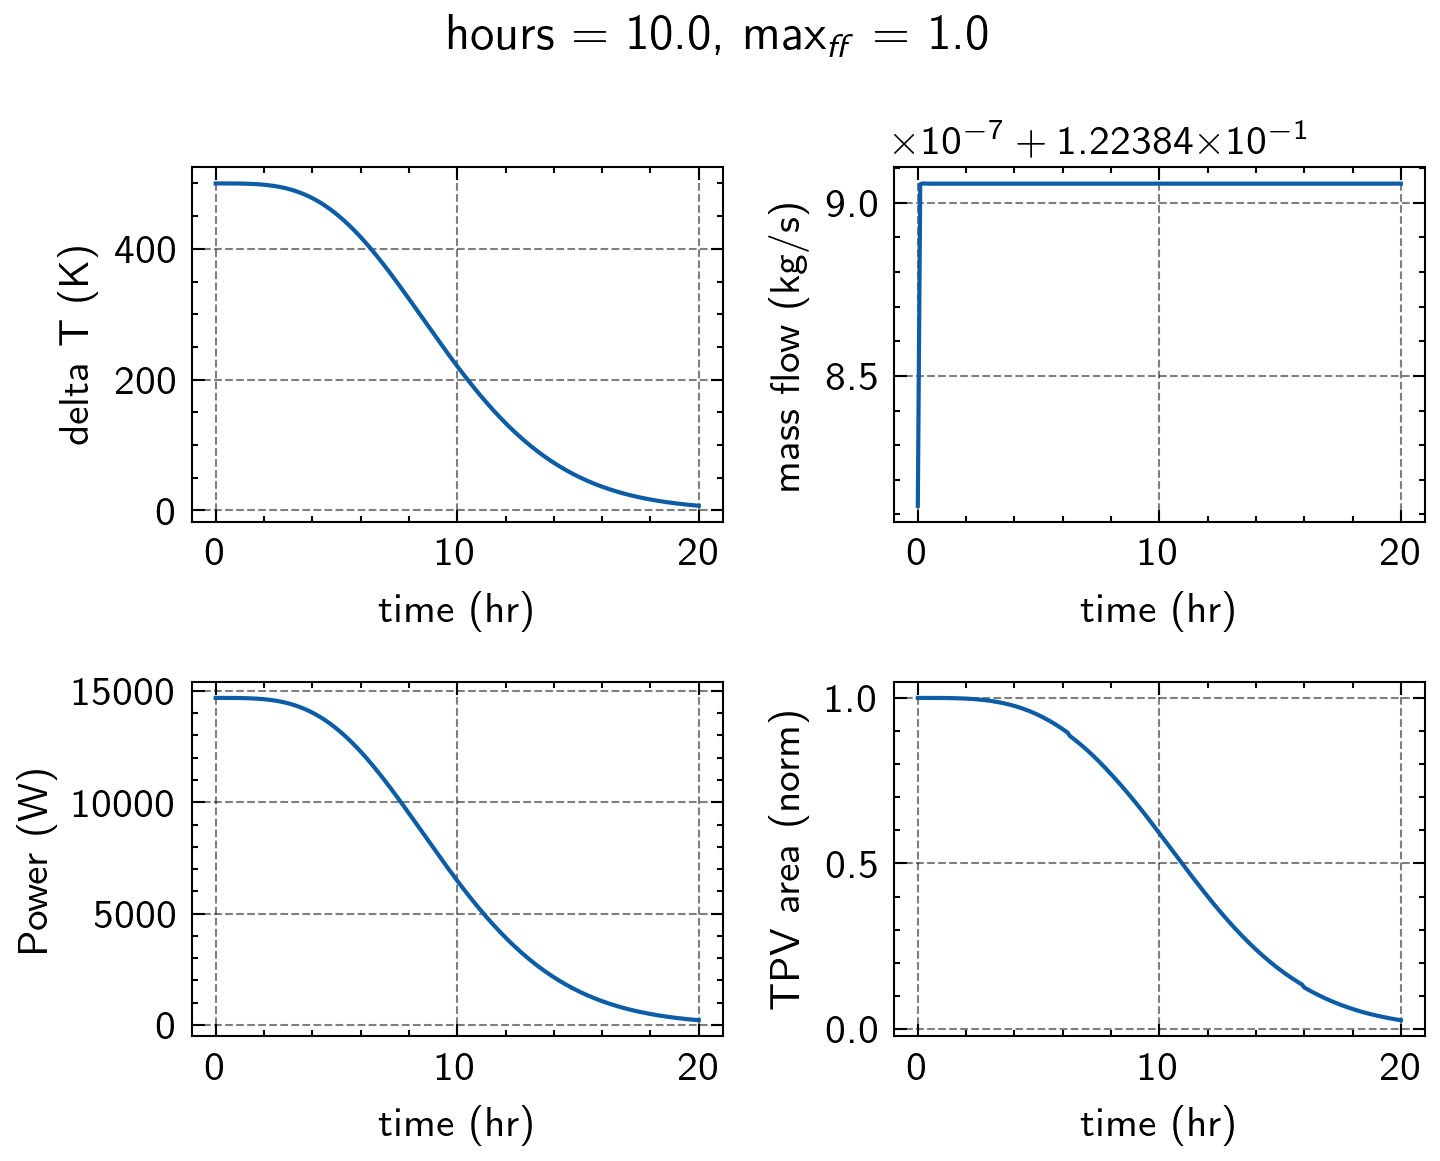 hours = 10.0, max_ff = 1.0
delta T (K)
400
200
0
0 10 20
time (hr)
×10⁻⁷ + 1.22384×10⁻¹
mass flow (kg/s)
9.0
8.5
0 10 20
time (hr)
Power (W)
15000
10000
5000
0
0 10 20
time (hr)
TPV area (norm)
1.0
0.5
0.0
0 10 20
time (hr)